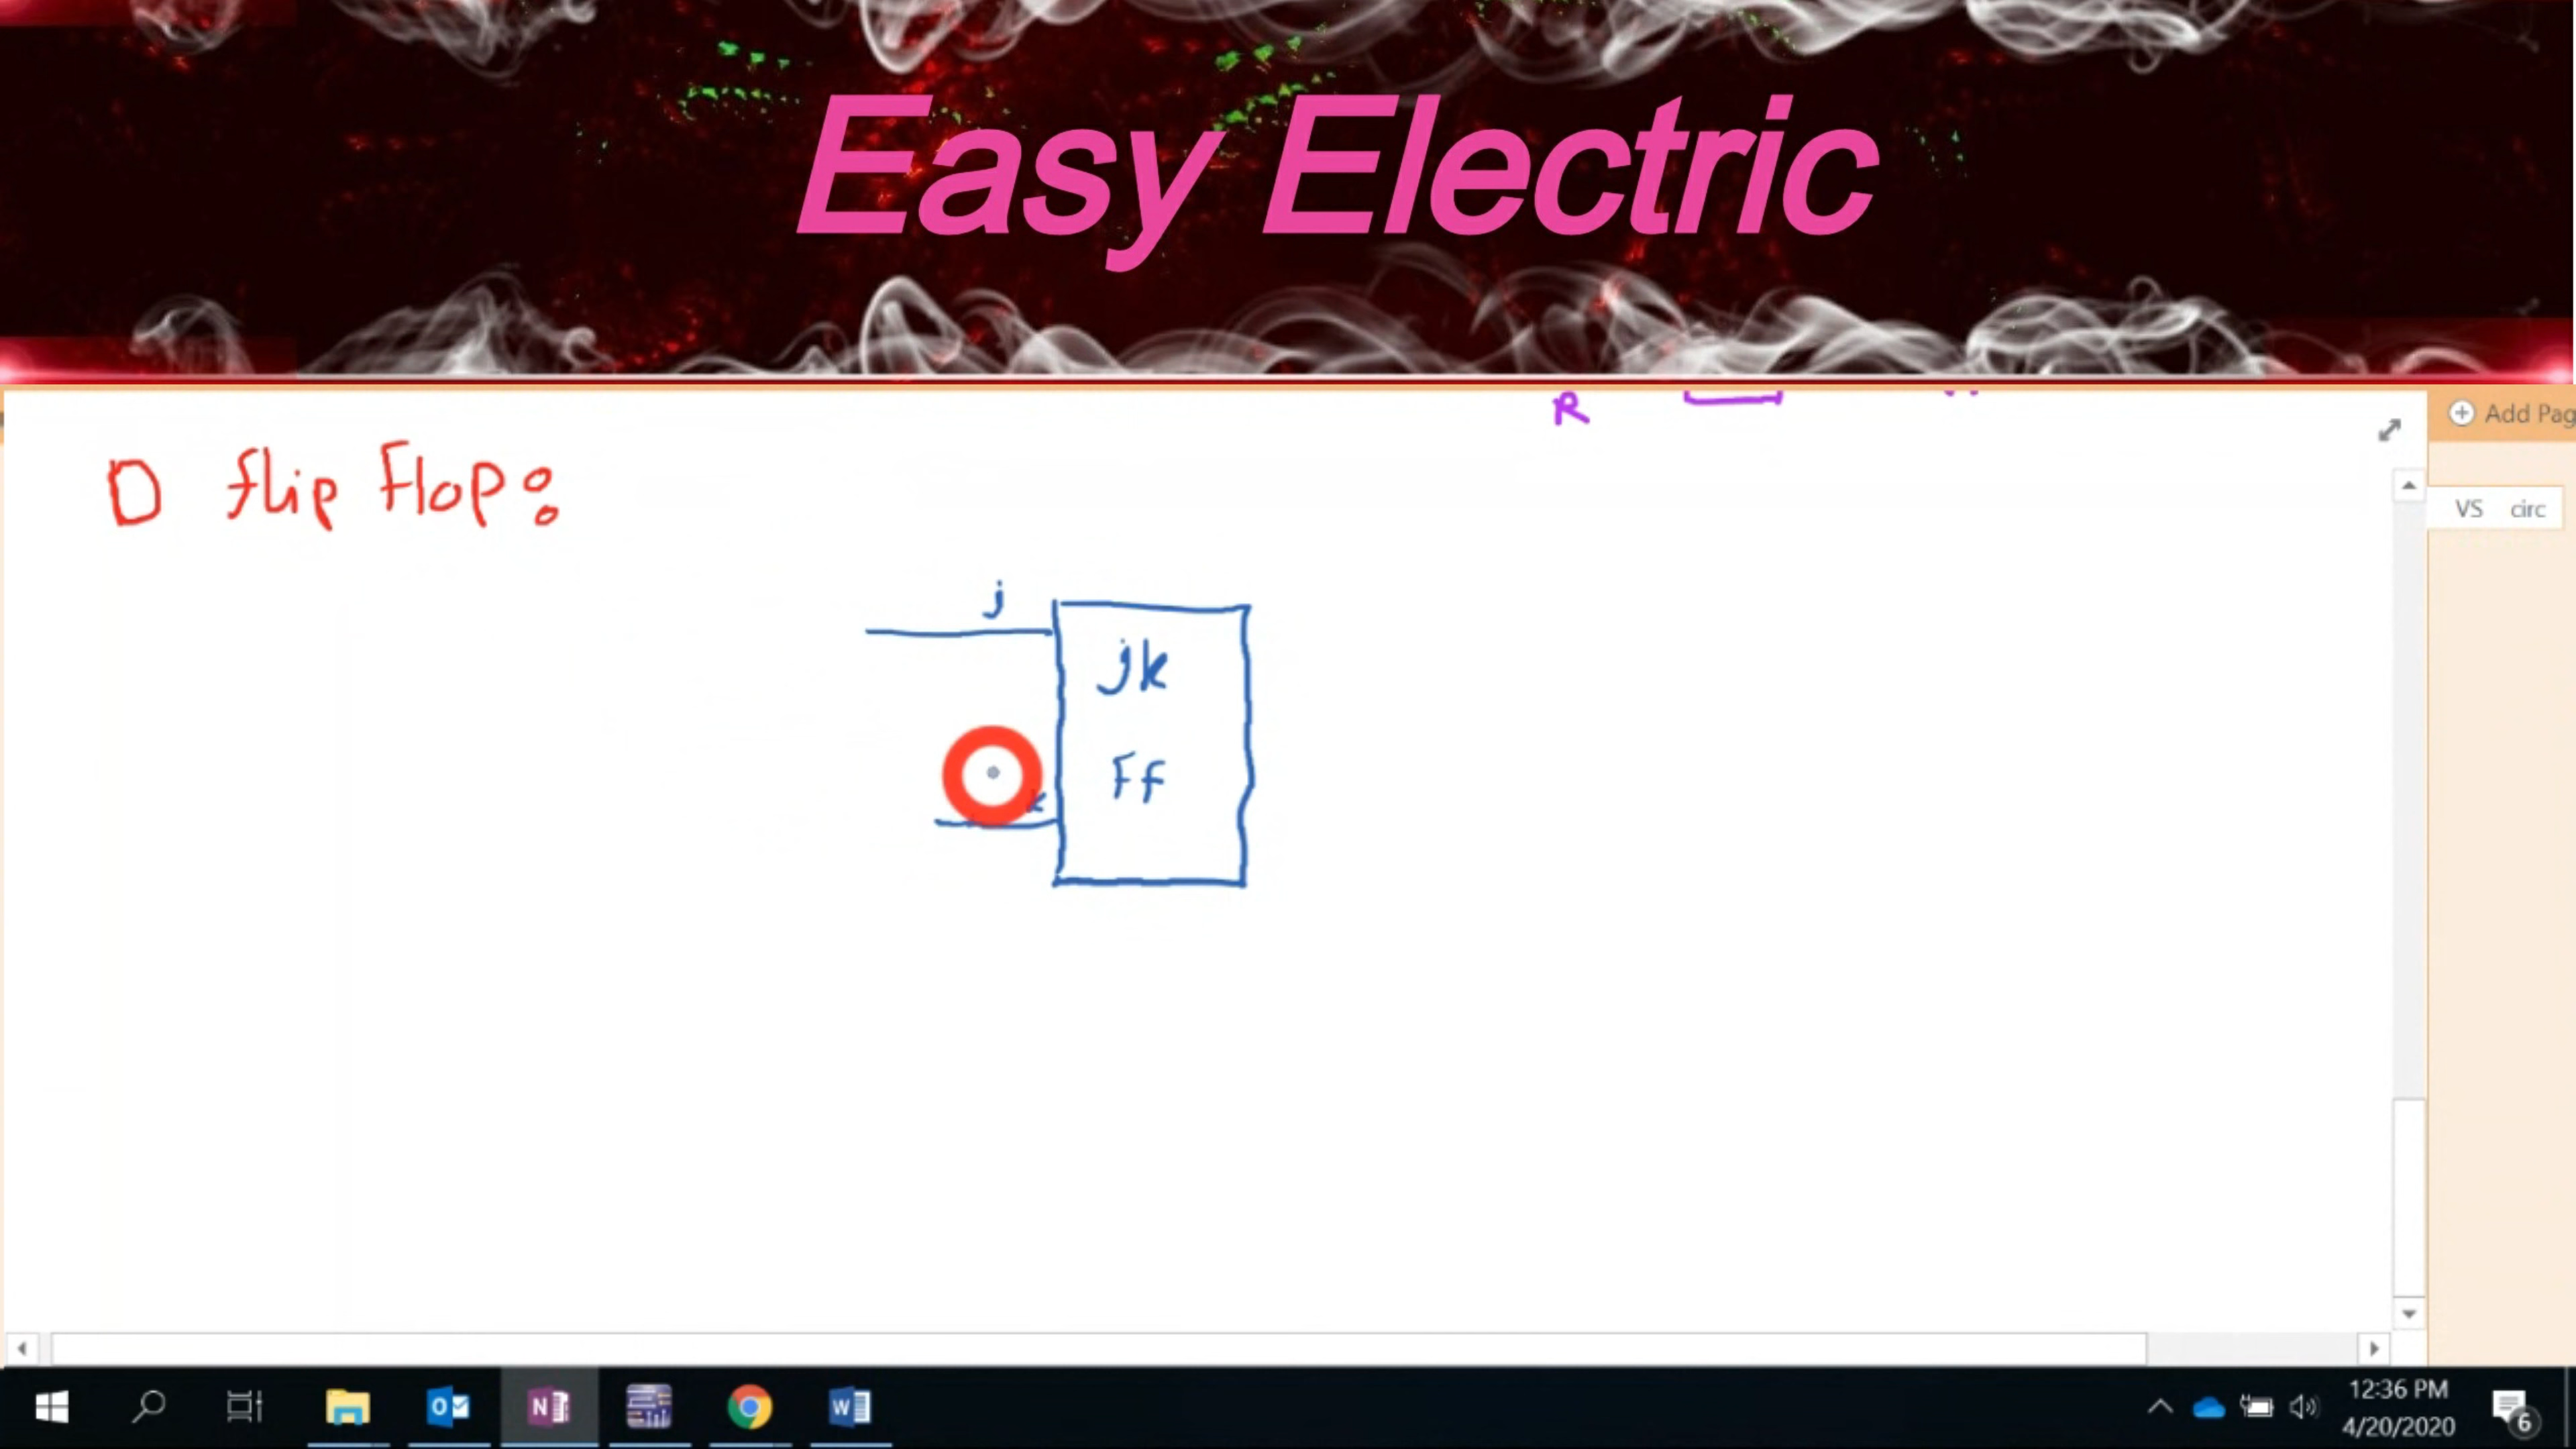 Easy Electric
R
Add Pag
D flip Flop:
VS circ
j
jk
k
Ff
12:36 PM
4/20/2020
6